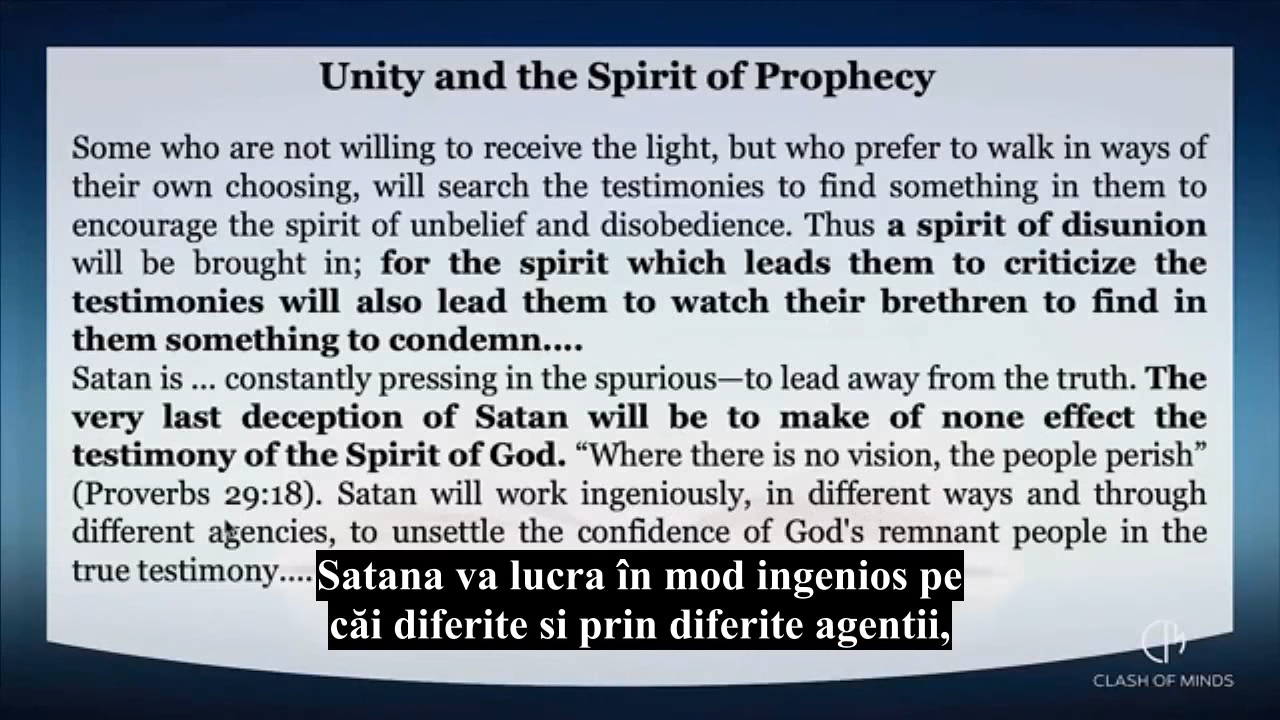 Unity and the Spirit of Prophecy
Some who are not willing to receive the light, but who prefer to walk in ways of
their own choosing, will search the testimonies to find something in them to
encourage the spirit of unbelief and disobedience. Thus a spirit of disunion
will be brought in; for the spirit which leads them to criticize the
testimonies will also lead them to watch their brethren to find in
them something to condemn....
Satan is ... constantly pressing in the spurious—to lead away from the truth. The
very last deception of Satan will be to make of none effect the
testimony of the Spirit of God. “Where there is no vision, the people perish”
(Proverbs 29:18). Satan will work ingeniously, in different ways and through
different agencies, to unsettle the confidence of God's remnant people in the
true testimony....
Satana va lucra în mod ingenios pe
căi diferite si prin diferite agentii,
CLASH OF MINDS